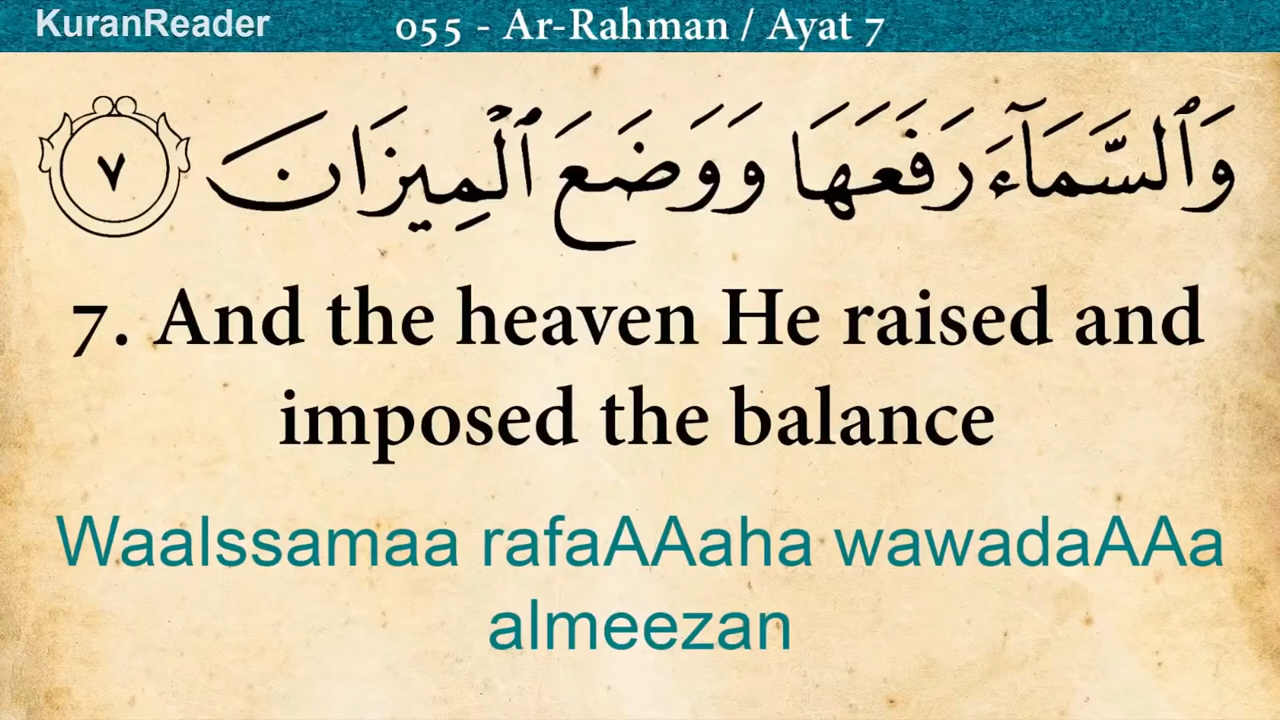 KuranReader
055 - Ar-Rahman / Ayat 7
وَٱلسَّمَآءَ رَفَعَهَا وَوَضَعَ ٱلْمِيزَانَ ٧
7. And the heaven He raised and
imposed the balance
Waalssamaa rafaAAaha wawadaAAa
almeezan